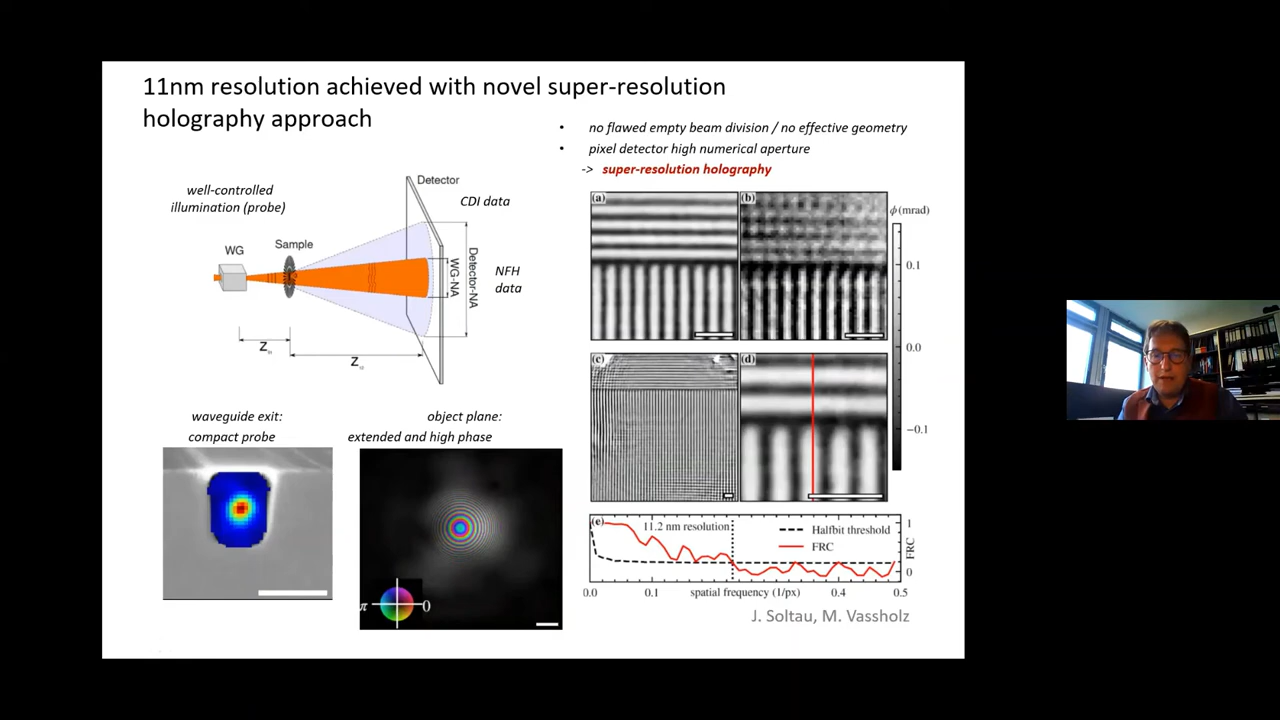 11nm resolution achieved with novel super-resolution
holography approach
• no flawed empty beam division / no effective geometry
• pixel detector high numerical aperture
-> super-resolution holography
well-controlled
illumination (probe)
Detector
CDI data
WG
Sample
WG-NA
Detector-NA
NFH
data
Z
Z
waveguide exit:
compact probe
object plane:
extended and high phase
π
0
(a)
(b)
ϕ (mrad)
0.1
0.0
−0.1
(c)
(d)
(e)
11.2 nm resolution
Halfbit threshold
FRC
1
0
FRC
0.0
0.1
spatial frequency (1/px)
0.4
0.5
J. Soltau, M. Vassholz